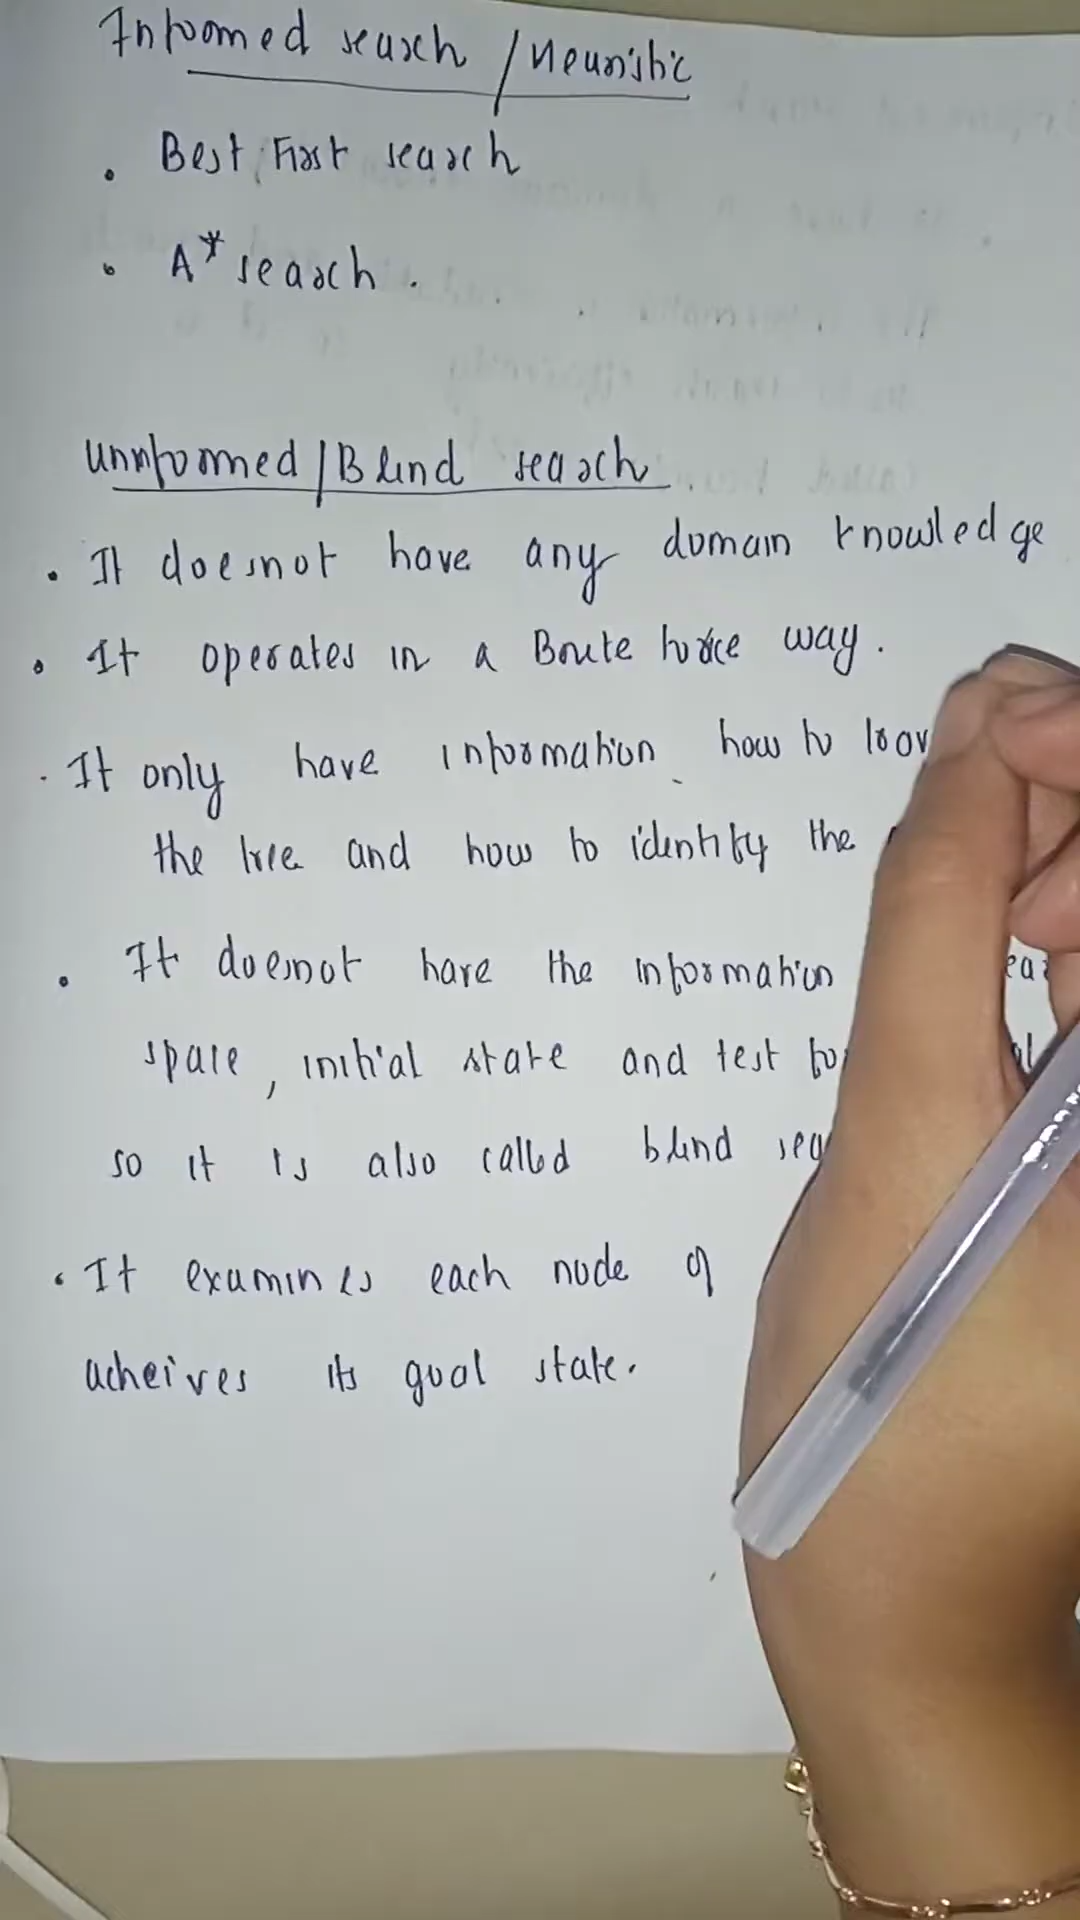 Informed search / Heuristic
. Best First search
. A* search.
Uninformed / Blind search.
. It doesnot have any domain knowledge
. It operates in a Brute force way.
. It only have information how to
the tree and how to identify the
. It doesnot have the information
space, initial state and test for
so it is also called blind
. It examines each node of
acheives its goal state.